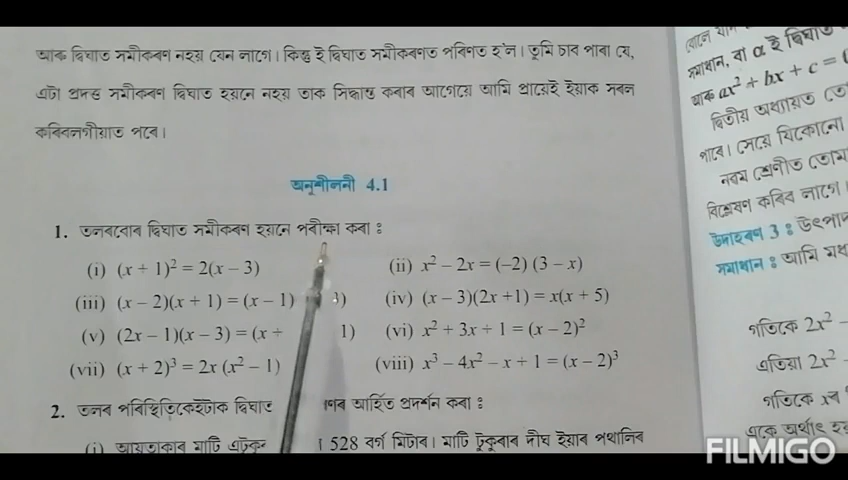 আৰু দ্বিঘাত সমীকৰণ নহয় যেন লাগে। কিন্তু ই দ্বিঘাত সমীকৰণত পৰিণত হ'ল। তুমি চাব পাৰা যে,
এটা প্ৰদত্ত সমীকৰণ দ্বিঘাত হয়নে নহয় তাক সিদ্ধান্ত কৰাৰ আগেয়ে আমি প্ৰায়েই ইয়াক সৰল
কৰিবলগীয়াত পৰে।
অনুশীলনী 4.1
1. তলৰবোৰ দ্বিঘাত সমীকৰণ হয়নে পৰীক্ষা কৰা :
(i) (x + 1)² = 2(x – 3) (ii) x² – 2x = (–2) (3 – x)
(iii) (x – 2)(x + 1) = (x – 1) 3) (iv) (x – 3)(2x +1) = x(x + 5)
(v) (2x – 1)(x – 3) = (x + 1) (vi) x² + 3x + 1 = (x – 2)²
(vii) (x + 2)³ = 2x (x² – 1) (viii) x³ – 4x² – x + 1 = (x – 2)³
2. তলৰ পৰিস্থিতিকেইটাক দ্বিঘাত আৰ্হিত প্ৰদৰ্শন কৰা :
(i) আয়তাকাৰ মাটি 528 বৰ্গ মিটাৰ। মাটি টুকুৰাৰ দীঘ ইয়াৰ পথালিৰ
সমাধান, বা α ই দ্বিঘাত
থাক ax² + bx + c =
দ্বিতীয় অধ্যায়ত
পাৰে। সেয়ে যিকোনো
নৱম শ্ৰেণীত
বিশ্লেষণ কৰিব লাগে।
উদাহৰণ 3 :
সমাধান : আমি
গতিকে 2x² –
এতিয়া 2x²
গতিকে xৰ
একে অৰ্থাৎ
FILMIGO